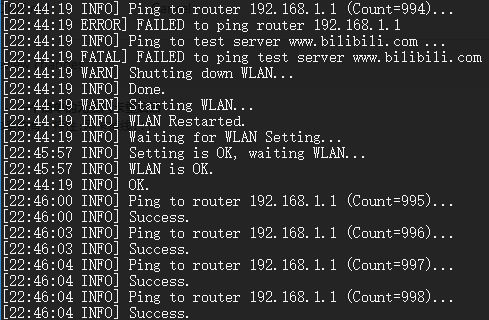 [22:44:19 INFO] Ping to router 192.168.1.1 (Count=994)...
[22:44:19 ERROR] FAILED to ping router 192.168.1.1
[22:44:19 INFO] Ping to test server www.bilibili.com ...
[22:44:19 FATAL] FAILED to ping test server www.bilibili.com
[22:44:19 WARN] Shutting down WLAN...
[22:44:19 INFO] Done.
[22:44:19 WARN] Starting WLAN...
[22:44:19 INFO] WLAN Restarted.
[22:44:19 INFO] Waiting for WLAN Setting...
[22:45:57 INFO] Setting is OK, waiting WLAN...
[22:45:57 INFO] WLAN is OK.
[22:44:19 INFO] OK.
[22:46:00 INFO] Ping to router 192.168.1.1 (Count=995)...
[22:46:00 INFO] Success.
[22:46:03 INFO] Ping to router 192.168.1.1 (Count=996)...
[22:46:03 INFO] Success.
[22:46:04 INFO] Ping to router 192.168.1.1 (Count=997)...
[22:46:04 INFO] Success.
[22:46:04 INFO] Ping to router 192.168.1.1 (Count=998)...
[22:46:04 INFO] Success.